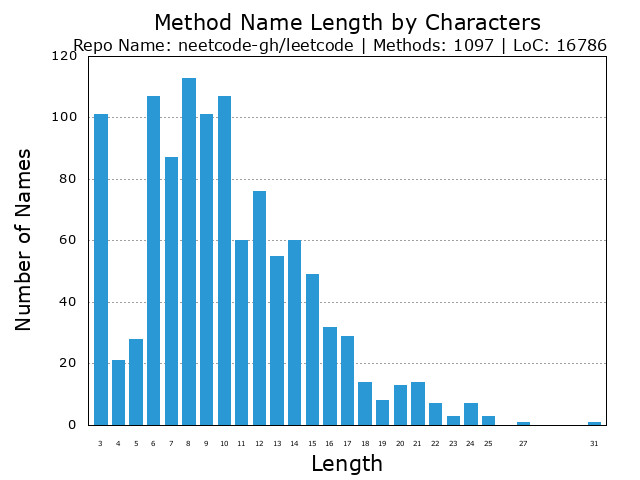 Method Name Length by Characters
Repo Name: neetcode-gh/leetcode | Methods: 1097 | LoC: 16786
120
100
80
60
40
20
0
Number of Names
3 4 5 6 7 8 9 10 11 12 13 14 15 16 17 18 19 20 21 22 23 24 25 27 31
Length